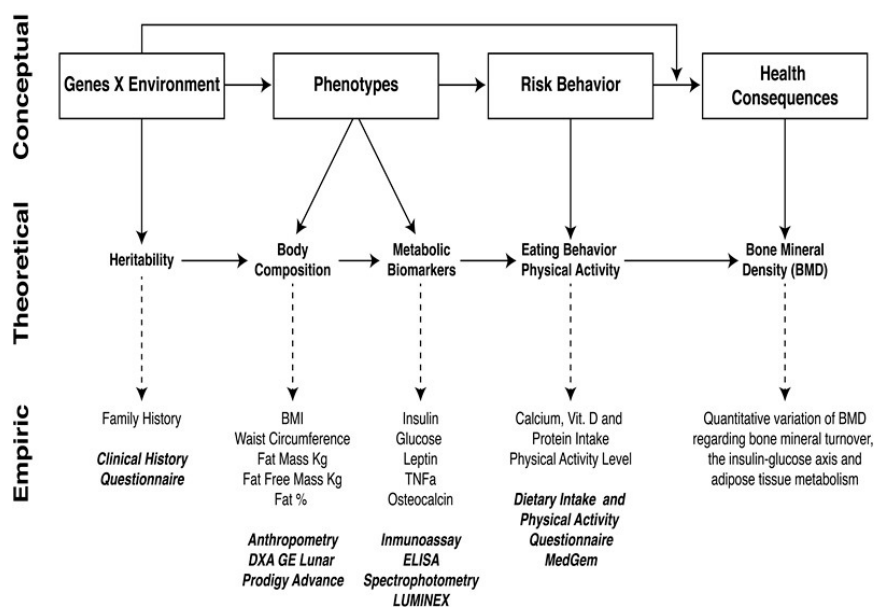 Conceptual
Genes X Environment
Phenotypes
Risk Behavior
Health
Consequences
Theoretical
Heritability
Body
Composition
Metabolic
Biomarkers
Eating Behavior
Physical Activity
Bone Mineral
Density (BMD)
Empiric
Family History
Clinical History
Questionnaire
BMI
Waist Circumference
Fat Mass Kg
Fat Free Mass Kg
Fat %
Anthropometry
DXA GE Lunar
Prodigy Advance
Insulin
Glucose
Leptin
TNFa
Osteocalcin
Inmunoassay
ELISA
Spectrophotometry
LUMINEX
Calcium, Vit. D and
Protein Intake
Physical Activity Level
Dietary Intake and
Physical Activity
Questionnaire
MedGem
Quantitative variation of BMD
regarding bone mineral turnover,
the insulin-glucose axis and
adipose tissue metabolism